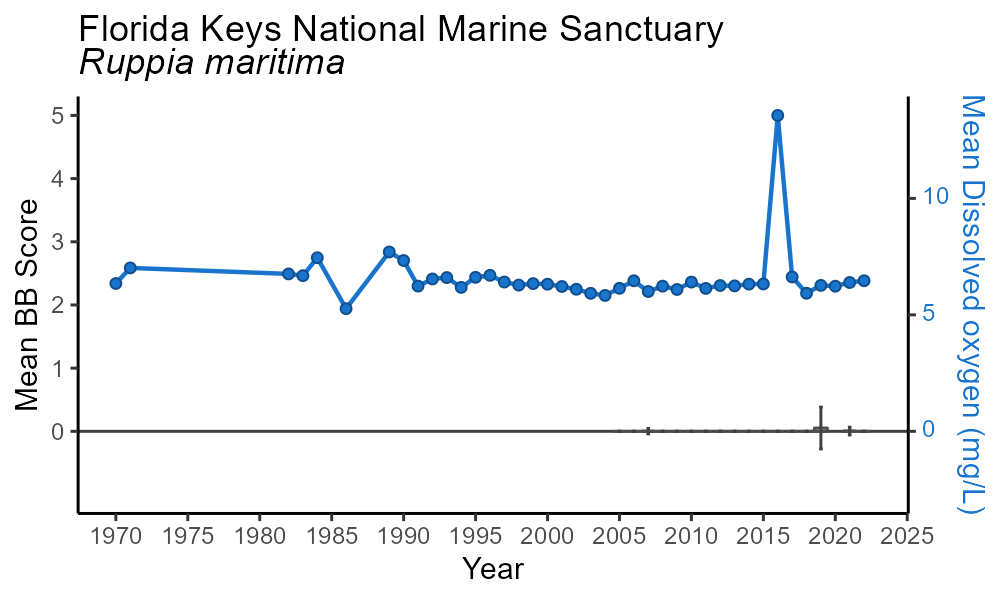 Florida Keys National Marine Sanctuary
Ruppia maritima
Mean BB Score
5
4
3
2
1
0
10
5
0
Mean Dissolved oxygen (mg/L)
1970 1975 1980 1985 1990 1995 2000 2005 2010 2015 2020 2025
Year